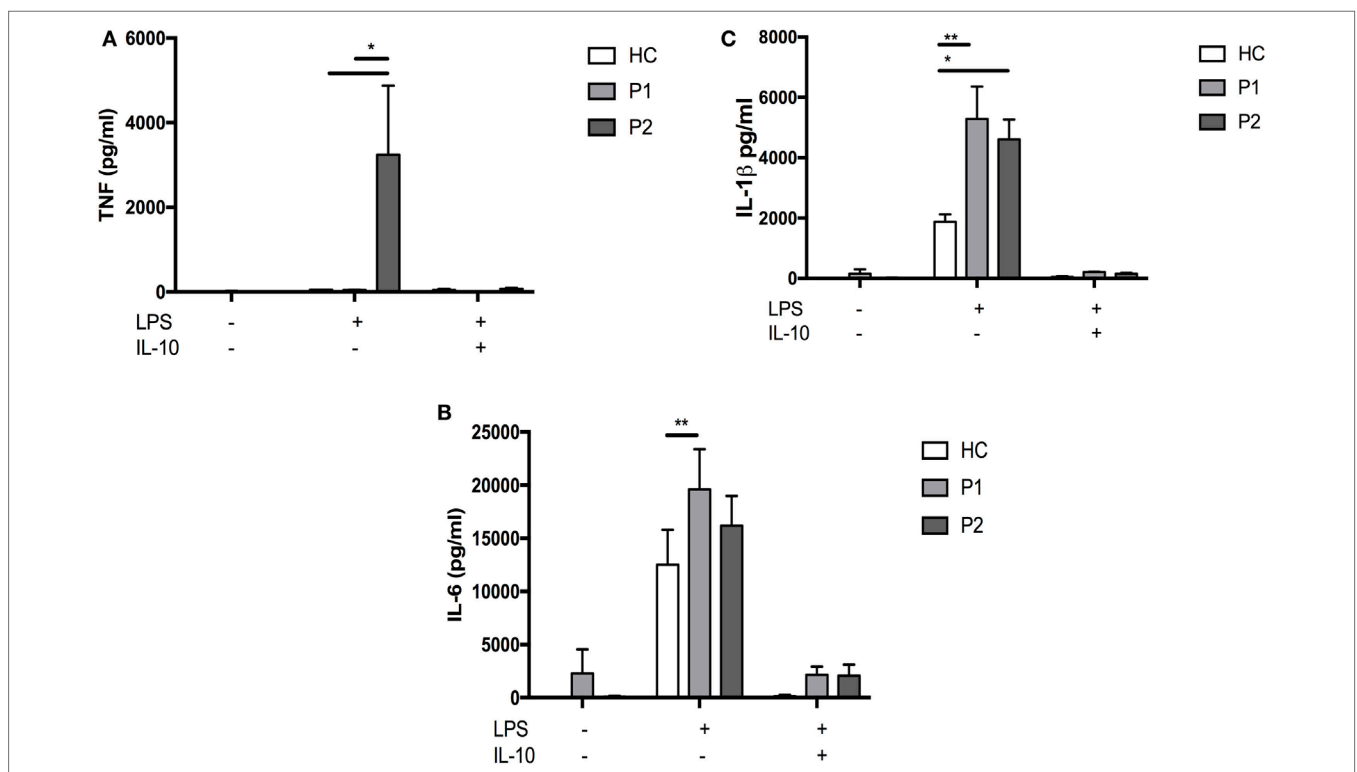 A
TNF (pg/ml)
6000
4000
2000
0
*
HC
P1
P2
LPS - + +
IL-10 - - +
C
IL-1β pg/ml
8000
6000
4000
2000
0
**
*
HC
P1
P2
LPS - + +
IL-10 - - +
B
IL-6 (pg/ml)
25000
20000
15000
10000
5000
0
**
HC
P1
P2
LPS - + +
IL-10 - - +